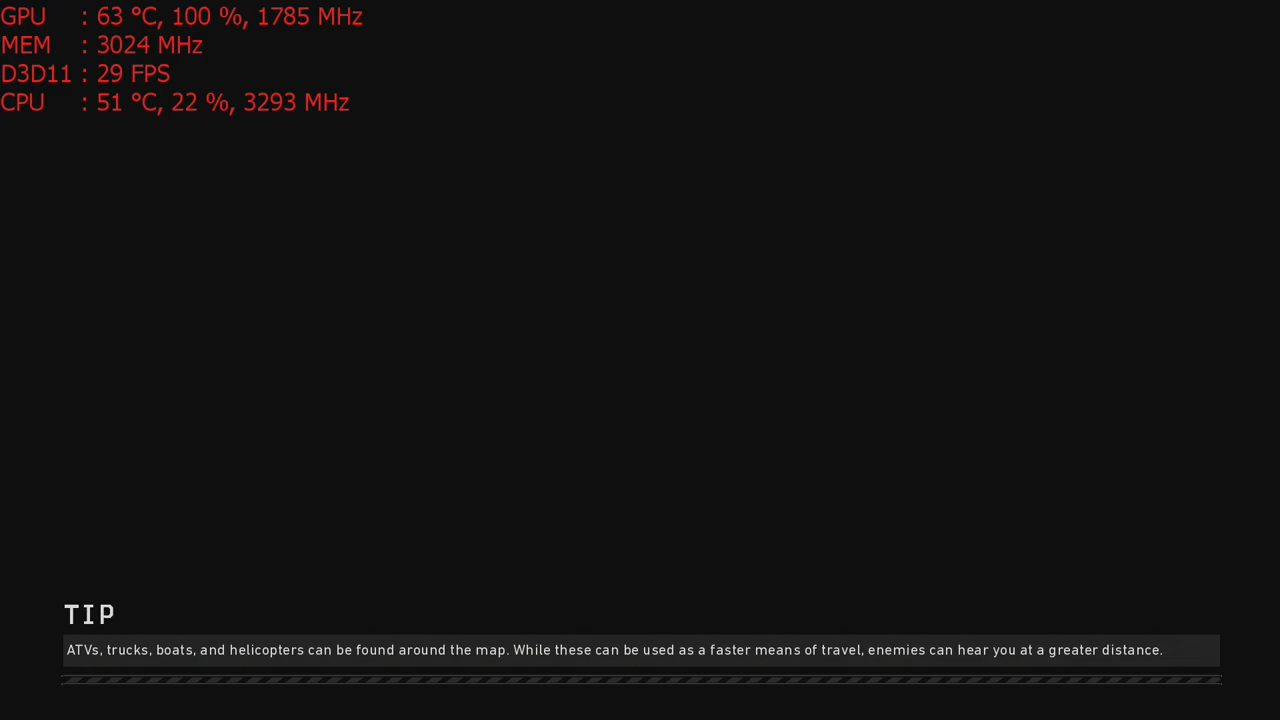 GPU : 63 °C, 100 %, 1785 MHz
MEM : 3024 MHz
D3D11 : 29 FPS
CPU : 51 °C, 22 %, 3293 MHz
TIP
ATVs, trucks, boats, and helicopters can be found around the map. While these can be used as a faster means of travel, enemies can hear you at a greater distance.